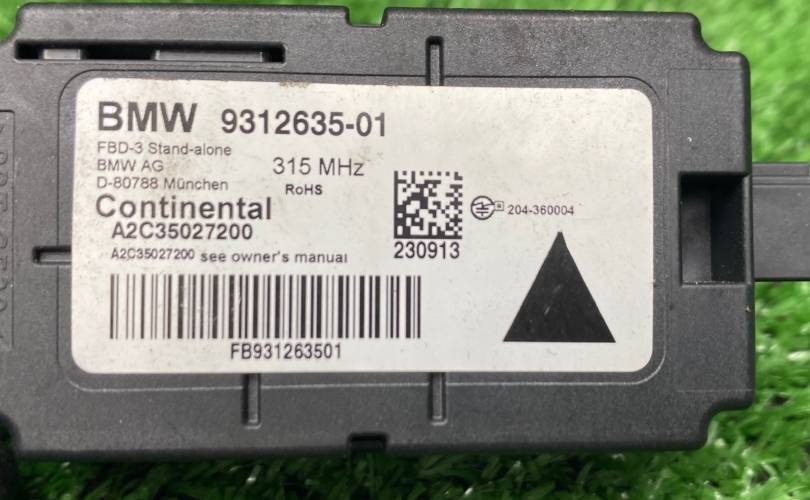 BMW 9312635-01
FBD-3 Stand-alone
BMW AG
315 MHz
D-80788 München
RoHS
Continental
A2C35027200
A2C35027200 see owner's manual
R 204-360004
230913
FB931263501